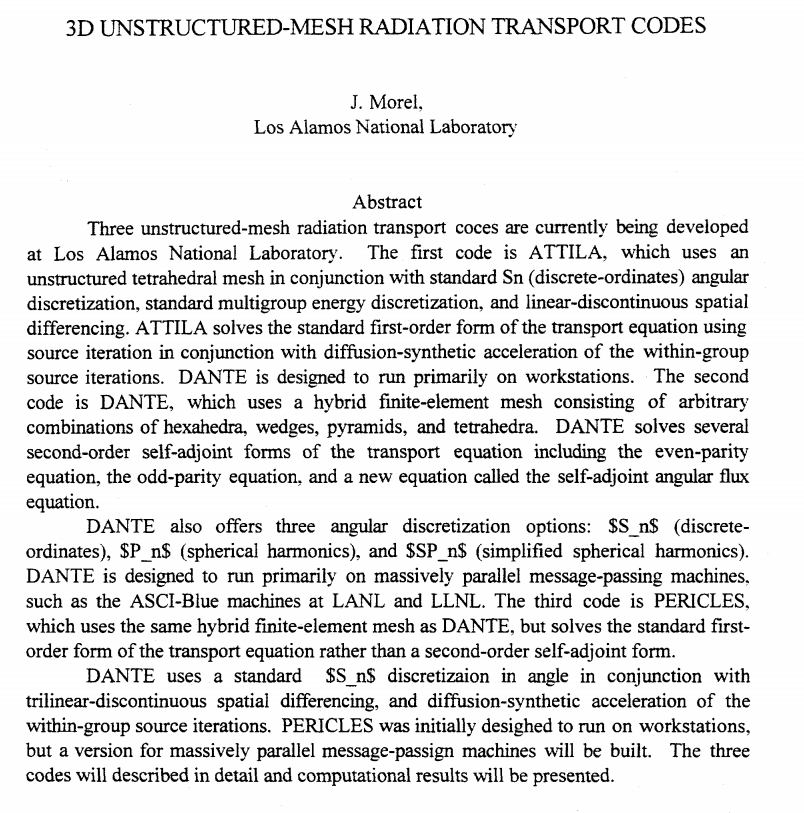 3D UNSTRUCTURED-MESH RADIATION TRANSPORT CODES
J. Morel,
Los Alamos National Laboratory
Abstract
Three unstructured-mesh radiation transport coces are currently being developed
at Los Alamos National Laboratory. The first code is ATTILA, which uses an
unstructured tetrahedral mesh in conjunction with standard Sn (discrete-ordinates) angular
discretization, standard multigroup energy discretization, and linear-discontinuous spatial
differencing. ATTILA solves the standard first-order form of the transport equation using
source iteration in conjunction with diffusion-synthetic acceleration of the within-group
source iterations. DANTE is designed to run primarily on workstations. The second
code is DANTE, which uses a hybrid finite-element mesh consisting of arbitrary
combinations of hexahedra, wedges, pyramids, and tetrahedra. DANTE solves several
second-order self-adjoint forms of the transport equation including the even-parity
equation, the odd-parity equation, and a new equation called the self-adjoint angular flux
equation.
DANTE also offers three angular discretization options: $S_n$ (discrete-
ordinates), $P_n$ (spherical harmonics), and $SP_n$ (simplified spherical harmonics).
DANTE is designed to run primarily on massively parallel message-passing machines,
such as the ASCI-Blue machines at LANL and LLNL. The third code is PERICLES,
which uses the same hybrid finite-element mesh as DANTE, but solves the standard first-
order form of the transport equation rather than a second-order self-adjoint form.
DANTE uses a standard $S_n$ discretizaion in angle in conjunction with
trilinear-discontinuous spatial differencing, and diffusion-synthetic acceleration of the
within-group source iterations. PERICLES was initially desighed to run on workstations,
but a version for massively parallel message-passign machines will be built. The three
codes will described in detail and computational results will be presented.